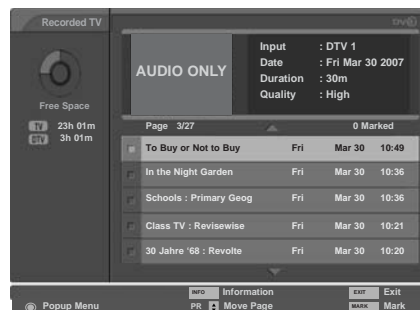 Recorded TV
DVR
AUDIO ONLY
Input : DTV 1
Date : Fri Mar 30 2007
Duration : 30m
Quality : High
Free Space
TV 23h 01m
DTV 3h 01m
Page 3/27 0 Marked
To Buy or Not to Buy Fri Mar 30 10:49
In the Night Garden Fri Mar 30 10:36
Schools : Primary Geog Fri Mar 30 10:36
Class TV : Revisewise Fri Mar 30 10:21
30 Jahre '68 : Revolte Fri Mar 30 10:20
INFO Information EXIT Exit
Popup Menu PR Move Page MARK Mark